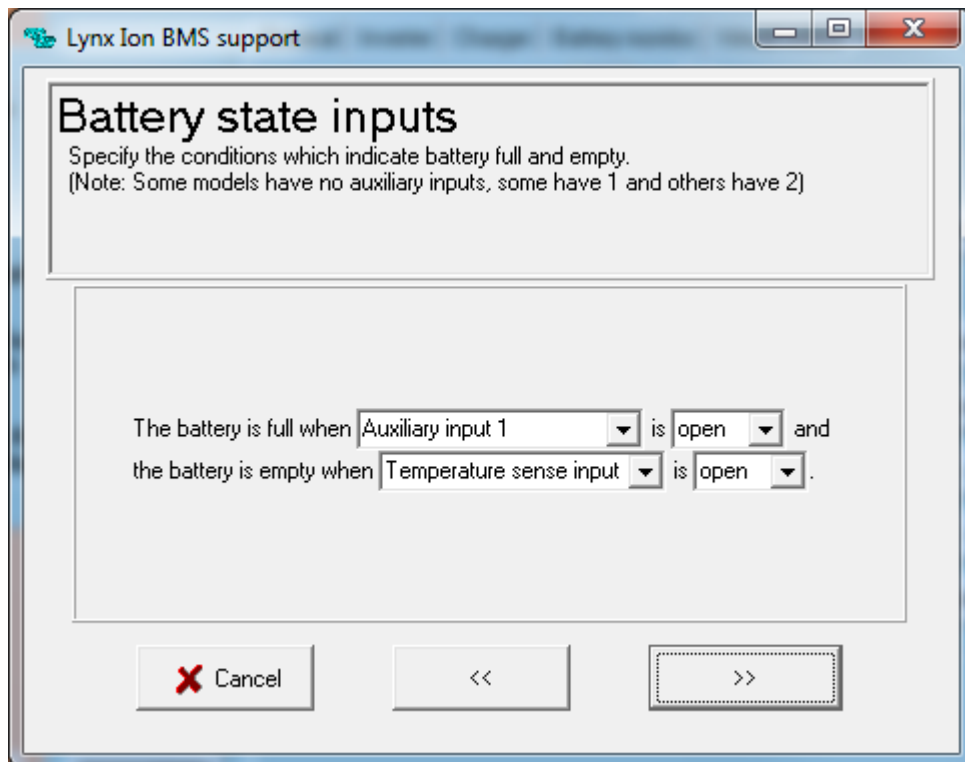 Lynx Ion BMS support
Battery state inputs
Specify the conditions which indicate battery full and empty.
(Note: Some models have no auxiliary inputs, some have 1 and others have 2)
The battery is full when Auxiliary input 1 is open and
the battery is empty when Temperature sense input is open .
Cancel << >>